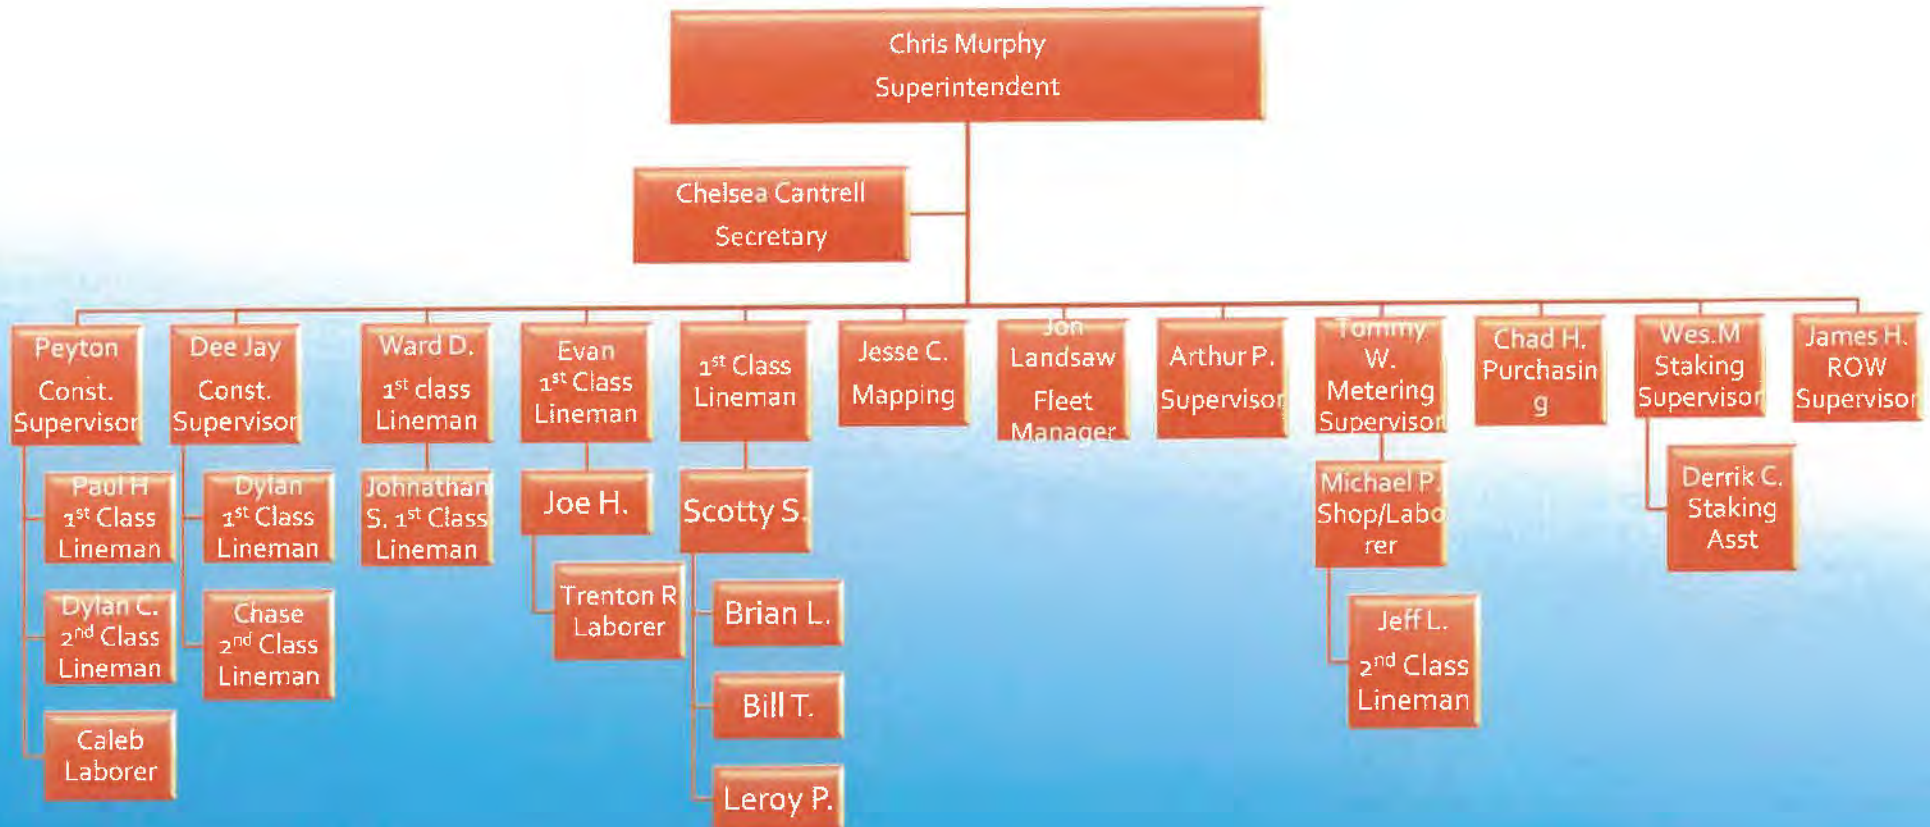 Chris Murphy
Superintendent
Chelsea Cantrell
Secretary
Peyton
Const.
Supervisor
Dee Jay
Const.
Supervisor
Ward D.
1st class
Lineman
Evan
1st Class
Lineman
1st Class
Lineman
Jesse C.
Mapping
Jon
Landsaw
Fleet
Manager
Arthur P.
Supervisor
Tommy
W.
Metering
Supervisor
Chad H.
Purchasin
g
Wes.M
Staking
Supervisor
James H.
ROW
Supervisor
Paul H
1st Class
Lineman
Dylan C.
2nd Class
Lineman
Caleb
Laborer
Dylan
1st Class
Lineman
Chase
2nd Class
Lineman
Johnathan
S. 1st Class
Lineman
Joe H.
Trenton R
Laborer
Scotty S.
Brian L.
Bill T.
Leroy P.
Michael P.
Shop/Labo
rer
Jeff L.
2nd Class
Lineman
Derrik C.
Staking
Asst